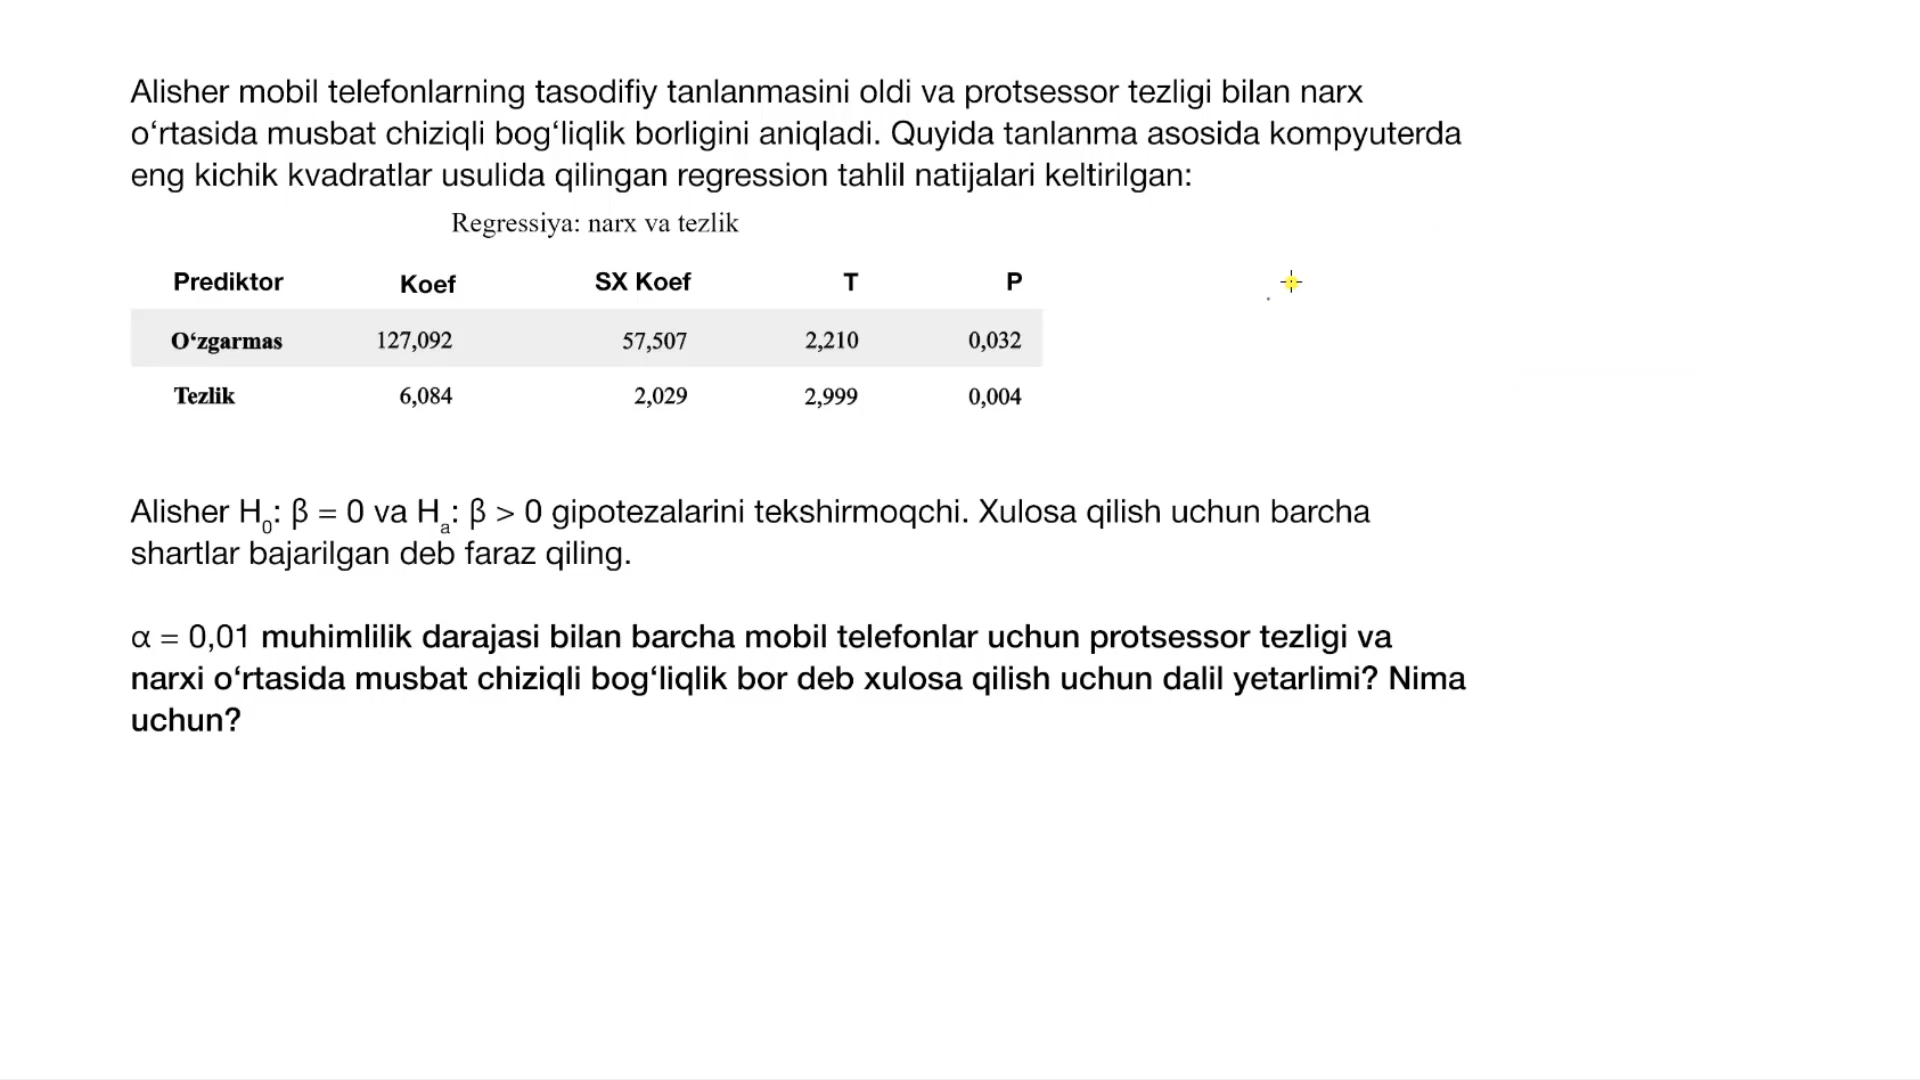 Alisher mobil telefonlarning tasodifiy tanlanmasini oldi va protsessor tezligi bilan narx
o‘rtasida musbat chiziqli bog‘liqlik borligini aniqladi. Quyida tanlanma asosida kompyuterda
eng kichik kvadratlar usulida qilingan regression tahlil natijalari keltirilgan:
Regressiya: narx va tezlik
Prediktor Koef SX Koef T P
O‘zgarmas 127,092 57,507 2,210 0,032
Tezlik 6,084 2,029 2,999 0,004
Alisher H₀: β = 0 va Hₐ: β > 0 gipotezalarini tekshirmoqchi. Xulosa qilish uchun barcha
shartlar bajarilgan deb faraz qiling.
α = 0,01 muhimlilik darajasi bilan barcha mobil telefonlar uchun protsessor tezligi va
narxi o‘rtasida musbat chiziqli bog‘liqlik bor deb xulosa qilish uchun dalil yetarlimi? Nima
uchun?